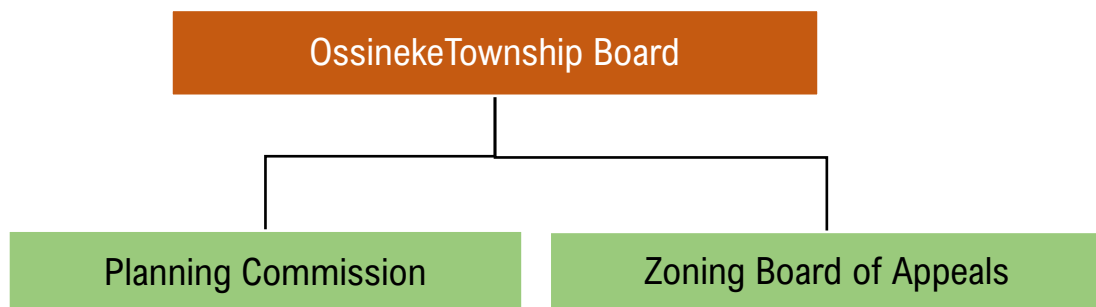 OssinekeTownship Board
Planning Commission
Zoning Board of Appeals